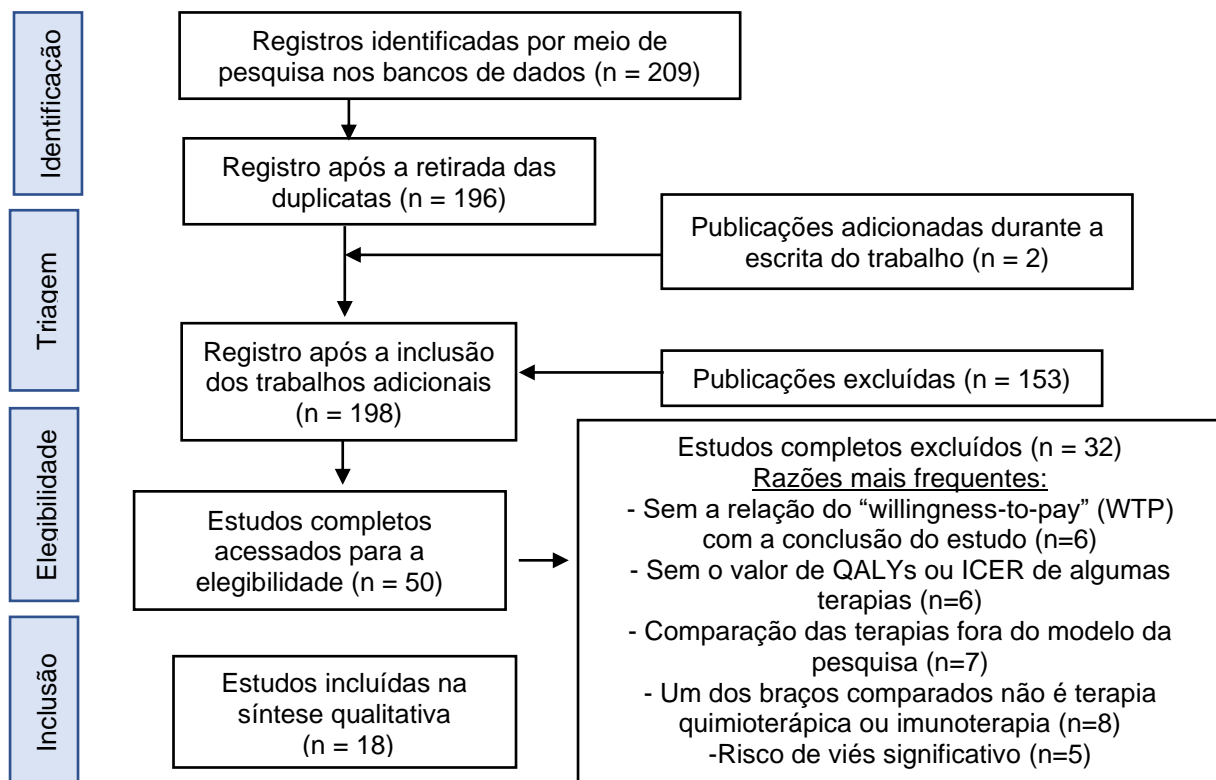 Identificação
Registros identificadas por meio de
pesquisa nos bancos de dados (n = 209)
Registro após a retirada das
duplicatas (n = 196)
Triagem
Publicações adicionadas durante a
escrita do trabalho (n = 2)
Registro após a inclusão
dos trabalhos adicionais
(n = 198)
Publicações excluídas (n = 153)
Elegibilidade
Estudos completos
acessados para a
elegibilidade (n = 50)
Estudos completos excluídos (n = 32)
Razões mais frequentes:
- Sem a relação do “willingness-to-pay” (WTP)
com a conclusão do estudo (n=6)
- Sem o valor de QALYs ou ICER de algumas
terapias (n=6)
- Comparação das terapias fora do modelo da
pesquisa (n=7)
- Um dos braços comparados não é terapia
quimioterápica ou imunoterapia (n=8)
-Risco de viés significativo (n=5)
Inclusão
Estudos incluídas na
síntese qualitativa
(n = 18)